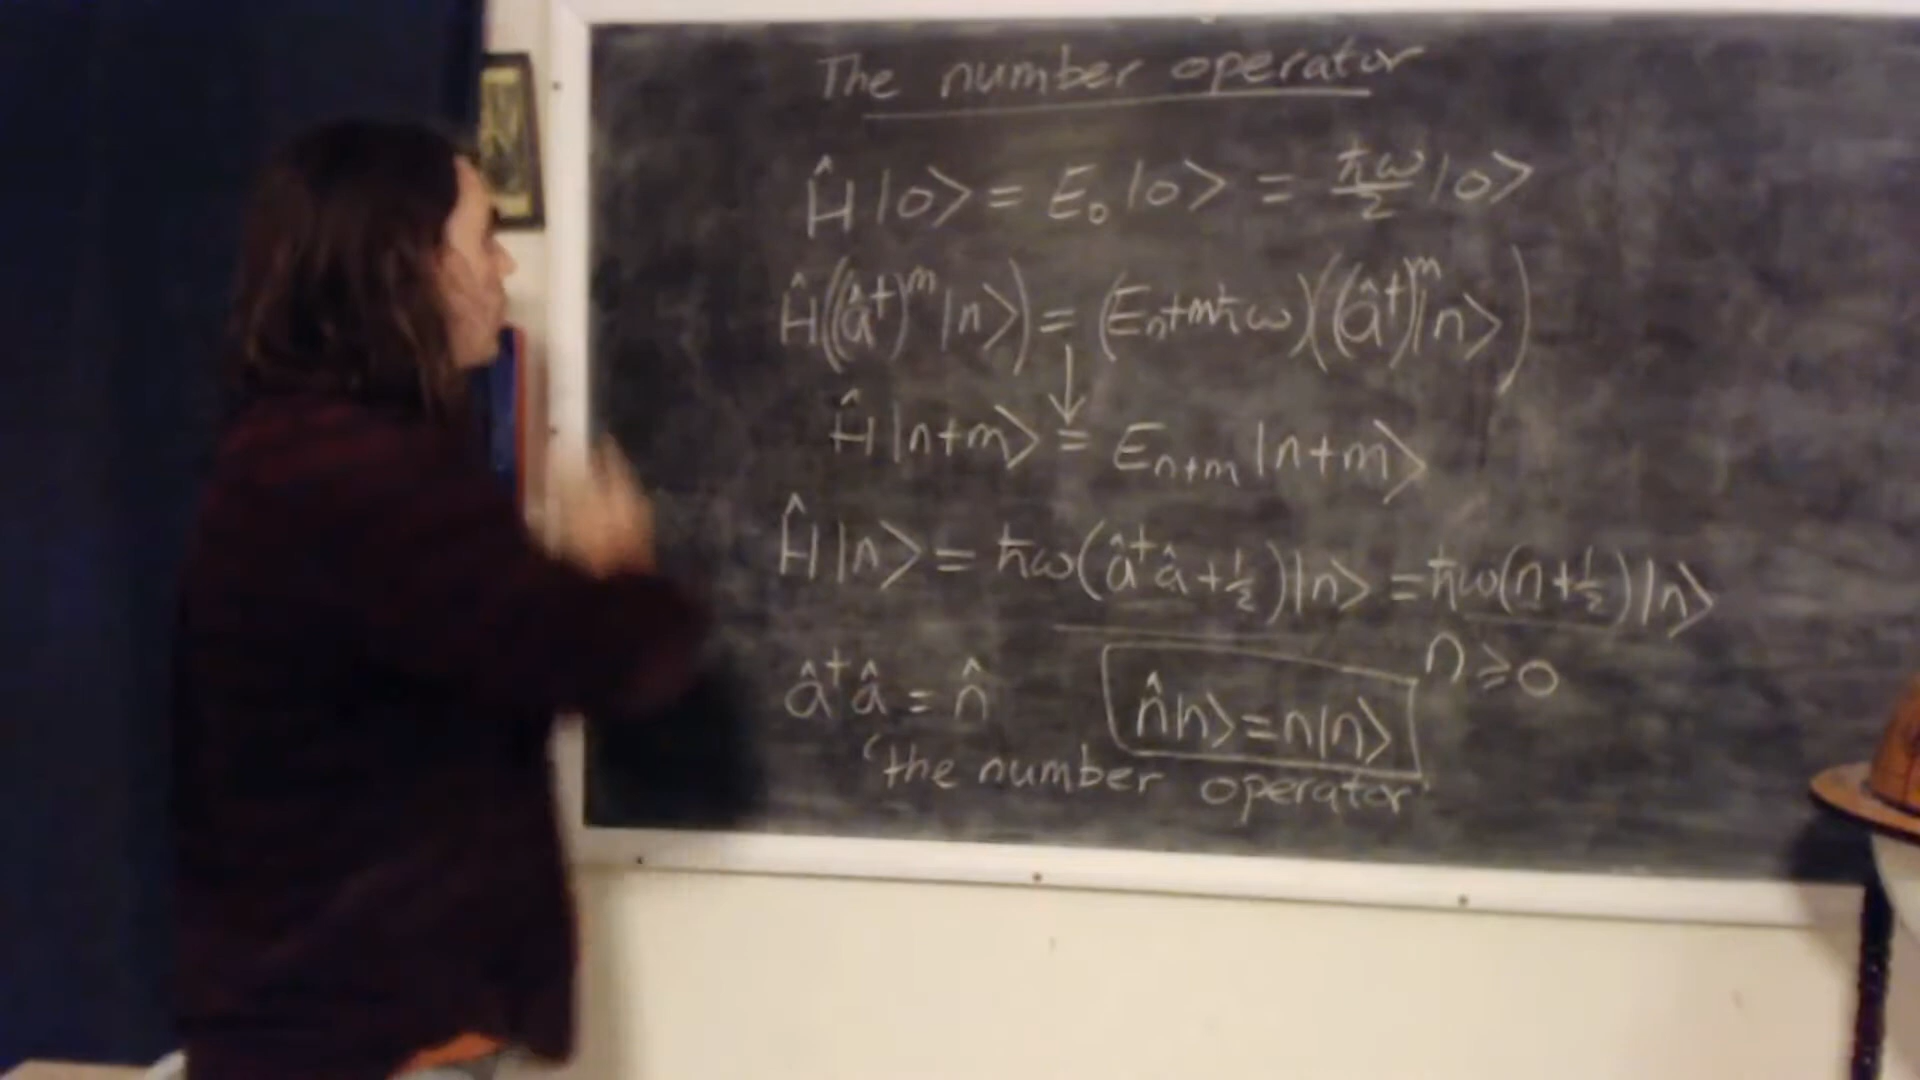 The number operator
Ĥ|0> = E₀|0> = ħω/2 |0>
Ĥ((â†)ᵐ|n>) = (Eₙ+mħω)((â†)ᵐ|n>)
↓
Ĥ|n+m> = Eₙ₊ₘ|n+m>
Ĥ|n> = ħω(â†â+½)|n> = ħω(n+½)|n>
n ⩾ 0
â†â = n̂
n̂|n>=n|n>
'the number operator'